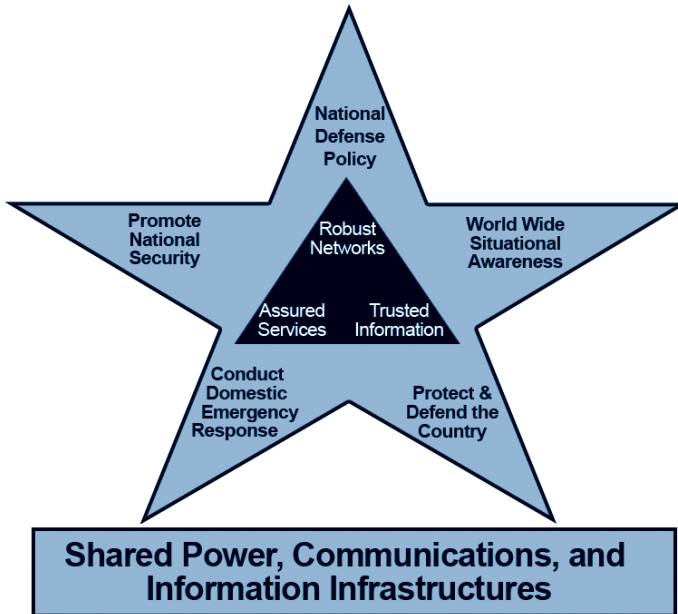 National
Defense
Policy
Promote
National
Security
World Wide
Situational
Awareness
Robust
Networks
Assured
Services
Trusted
Information
Conduct
Domestic
Emergency
Response
Protect &
Defend the
Country
Shared Power, Communications, and
Information Infrastructures